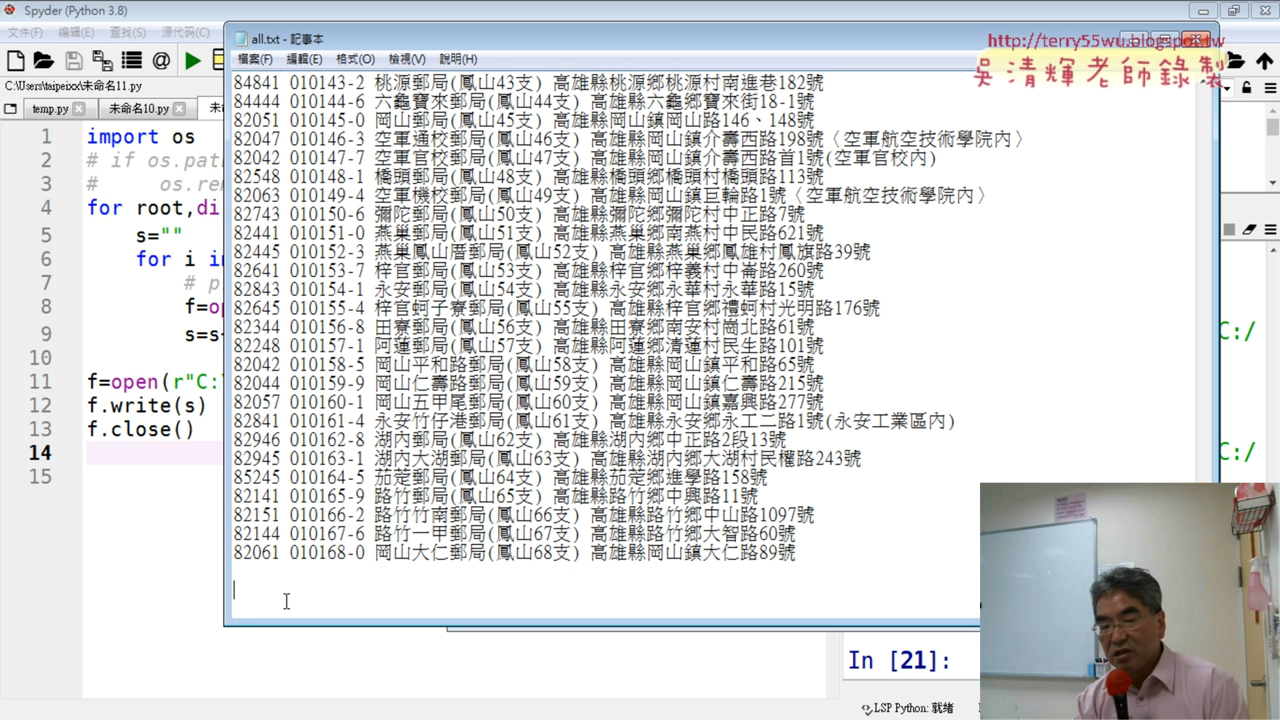 Spyder (Python 3.8)
文件(F) 编辑(E) 查找(S) 源代码(C)
C:\Users\taipeixx\未命名11.py
temp.py
未命名10.py
1 import os
2 # if os.pat
3 # os.re
4 for root,di
5 s=""
6 for i i
7 # p
8 f=o
9 s=s
10
11 f=open(r"C:\
12 f.write(s)
13 f.close()
14
15
all.txt - 記事本
檔案(F) 編輯(E) 格式(O) 檢視(V) 說明(H)
http://terry55wu.blogspot.tw
吳清輝老師錄製
84841 010143-2 桃源郵局(鳳山43支) 高雄縣桃源鄉桃源村南進巷182號
84444 010144-6 六龜寶來郵局(鳳山44支) 高雄縣六龜鄉寶來街18-1號
82051 010145-0 岡山郵局(鳳山45支) 高雄縣岡山鎮岡山路146、148號
82047 010146-3 空軍通校郵局(鳳山46支) 高雄縣岡山鎮介壽西路198號〈空軍航空技術學院內〉
82042 010147-7 空軍官校郵局(鳳山47支) 高雄縣岡山鎮介壽西路首1號(空軍官校內)
82548 010148-1 橋頭郵局(鳳山48支) 高雄縣橋頭鄉橋頭村橋頭路113號
82063 010149-4 空軍機校郵局(鳳山49支) 高雄縣岡山鎮巨輪路1號〈空軍航空技術學院內〉
82743 010150-6 彌陀郵局(鳳山50支) 高雄縣彌陀鄉彌陀村中正路7號
82441 010151-0 燕巢郵局(鳳山51支) 高雄縣燕巢鄉南燕村中民路621號
82445 010152-3 燕巢鳳山厝郵局(鳳山52支) 高雄縣燕巢鄉鳳雄村鳳旗路39號
82641 010153-7 梓官郵局(鳳山53支) 高雄縣梓官鄉梓義村中崙路260號
82843 010154-1 永安郵局(鳳山54支) 高雄縣永安鄉永華村永華路15號
82645 010155-4 梓官蚵子寮郵局(鳳山55支) 高雄縣梓官鄉禮蚵村光明路176號
82344 010156-8 田寮郵局(鳳山56支) 高雄縣田寮鄉南安村崗北路61號
82248 010157-1 阿蓮郵局(鳳山57支) 高雄縣阿蓮鄉清蓮村民生路101號
82042 010158-5 岡山平和路郵局(鳳山58支) 高雄縣岡山鎮平和路65號
82044 010159-9 岡山仁壽路郵局(鳳山59支) 高雄縣岡山鎮仁壽路215號
82057 010160-1 岡山五甲尾郵局(鳳山60支) 高雄縣岡山鎮嘉興路277號
82841 010161-4 永安竹仔港郵局(鳳山61支) 高雄縣永安鄉永工二路1號(永安工業區內)
82946 010162-8 湖內郵局(鳳山62支) 高雄縣湖內鄉中正路2段13號
82945 010163-1 湖內大湖郵局(鳳山63支) 高雄縣湖內鄉大湖村民權路243號
85245 010164-5 茄萣郵局(鳳山64支) 高雄縣茄萣鄉進學路158號
82141 010165-9 路竹郵局(鳳山65支) 高雄縣路竹鄉中興路11號
82151 010166-2 路竹竹南郵局(鳳山66支) 高雄縣路竹鄉中山路1097號
82144 010167-6 路竹一甲郵局(鳳山67支) 高雄縣路竹鄉大智路60號
82061 010168-0 岡山大仁郵局(鳳山68支) 高雄縣岡山鎮大仁路89號
C:/
C:/
In [21]:
LSP Python: 就绪